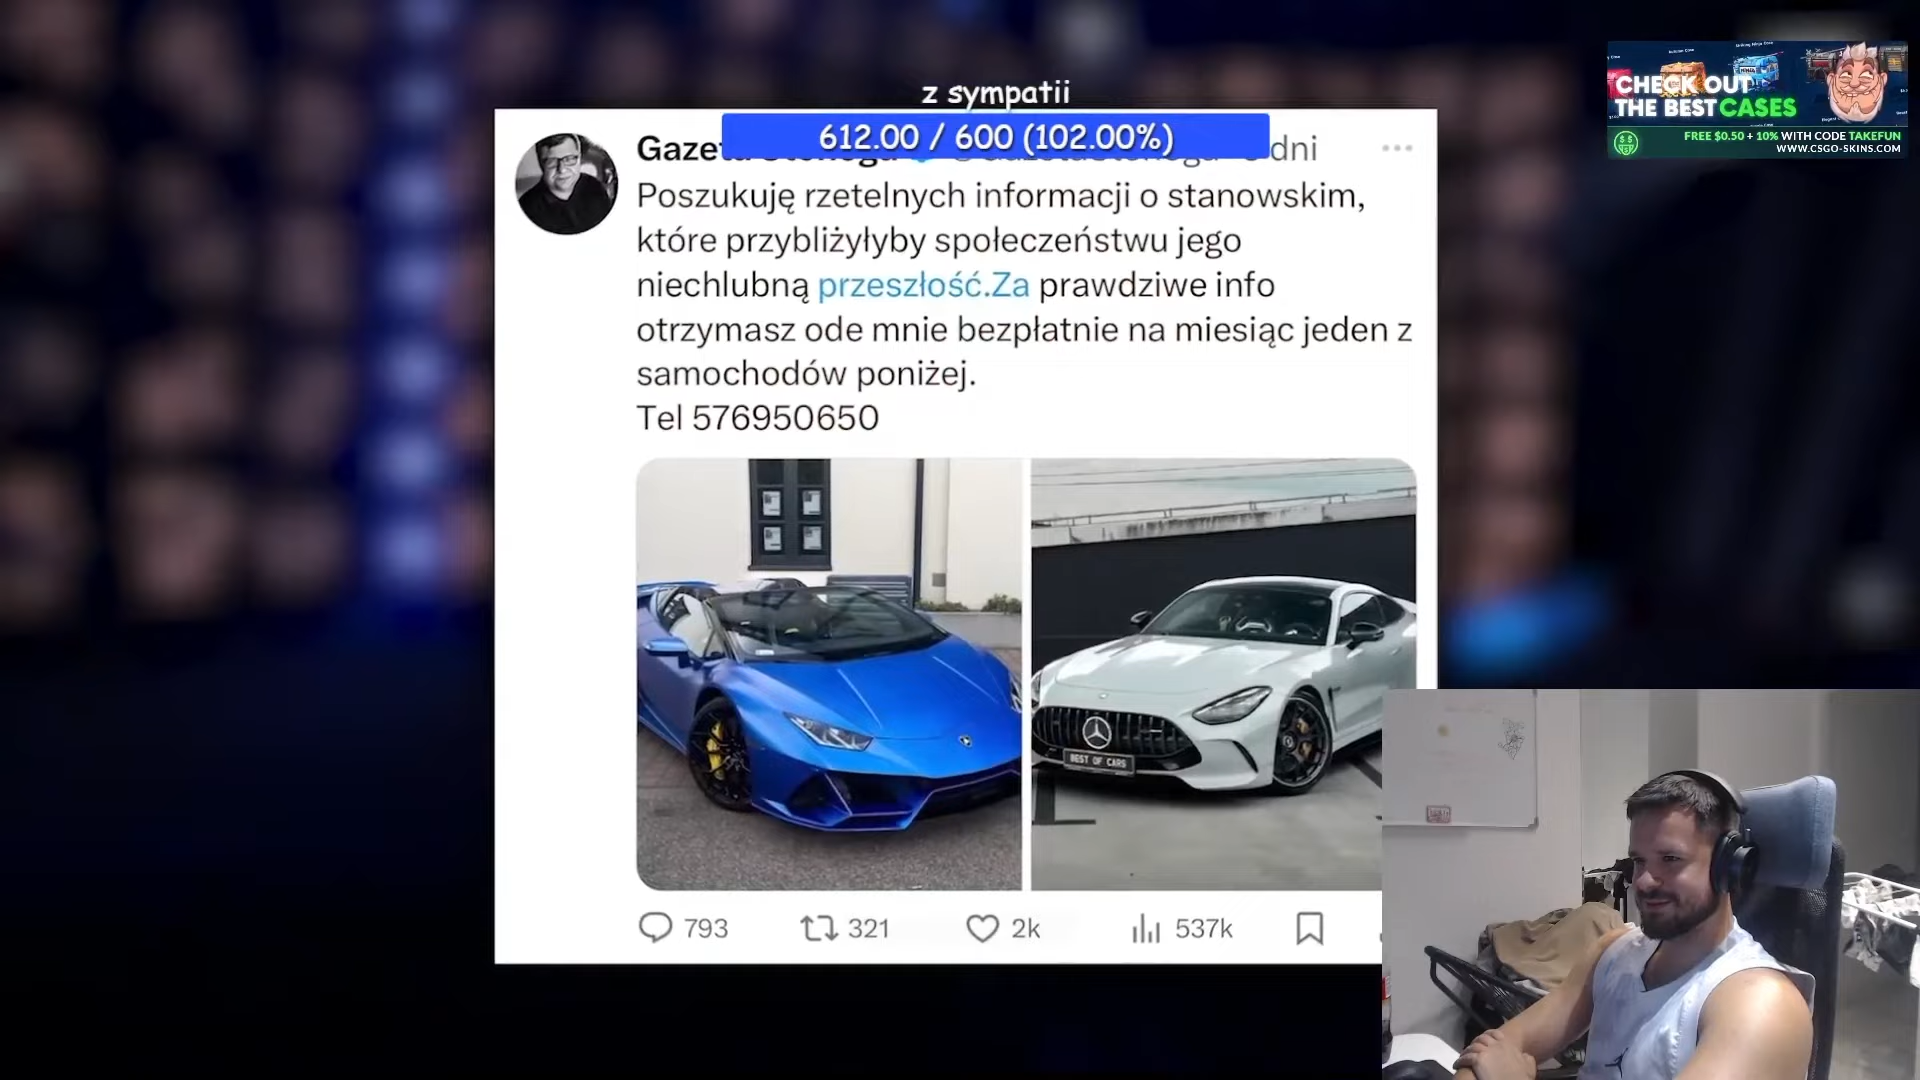 z sympatii
612.00 / 600 (102.00%)
Gazeta
dni
Poszukuję rzetelnych informacji o stanowskim,
które przybliżyłyby społeczeństwu jego
niechlubną przeszłość.Za prawdziwe info
otrzymasz ode mnie bezpłatnie na miesiąc jeden z
samochodów poniżej.
Tel 576950650
BEST OF CARS
793 321 2k 537k
CHECK OUT
THE BEST CASES
FREE $0.50 + 10% WITH CODE TAKEFUN
WWW.CSGO-SKINS.COM